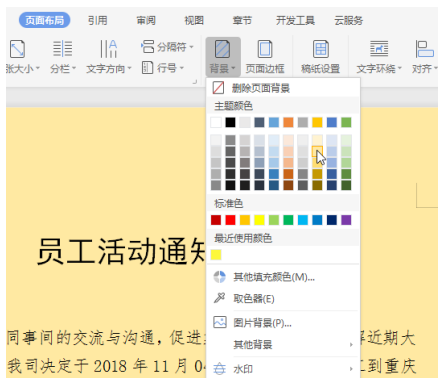 页面布局 引用 审阅 视图 章节 开发工具 云服务
分隔符
张大小 分栏 文字方向 行号 背景 页面边框 稿纸设置 文字环绕 对齐
删除页面背景
主题颜色
标准色
最近使用颜色
其他填充颜色(M)...
取色器(E)
图片背景(P)...
其他背景
水印
员工活动通知
同事间的交流与沟通，促进 解近期大
我司决定于 2018 年 11 月 04 工到重庆